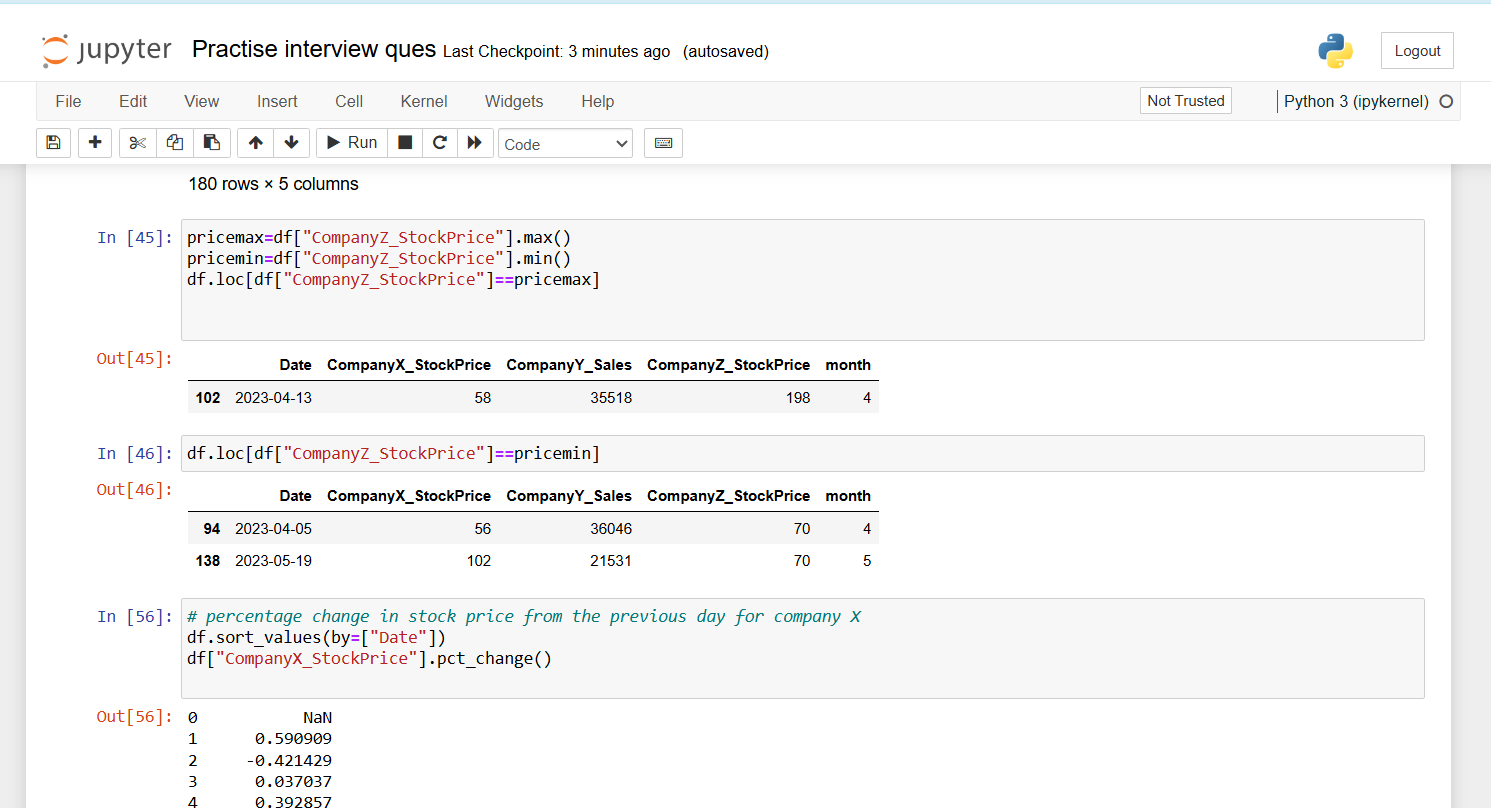 jupyter Practise interview ques Last Checkpoint: 3 minutes ago (autosaved) Logout
File Edit View Insert Cell Kernel Widgets Help Not Trusted Python 3 (ipykernel)
Run Code
180 rows × 5 columns
In [45]: pricemax=df["CompanyZ_StockPrice"].max()
pricemin=df["CompanyZ_StockPrice"].min()
df.loc[df["CompanyZ_StockPrice"]==pricemax]
Out[45]:
Date CompanyX_StockPrice CompanyY_Sales CompanyZ_StockPrice month
102 2023-04-13 58 35518 198 4
In [46]: df.loc[df["CompanyZ_StockPrice"]==pricemin]
Out[46]:
Date CompanyX_StockPrice CompanyY_Sales CompanyZ_StockPrice month
94 2023-04-05 56 36046 70 4
138 2023-05-19 102 21531 70 5
In [56]: # percentage change in stock price from the previous day for company X
df.sort_values(by=["Date"])
df["CompanyX_StockPrice"].pct_change()
Out[56]: 0 NaN
1 0.590909
2 -0.421429
3 0.037037
4 0.392857